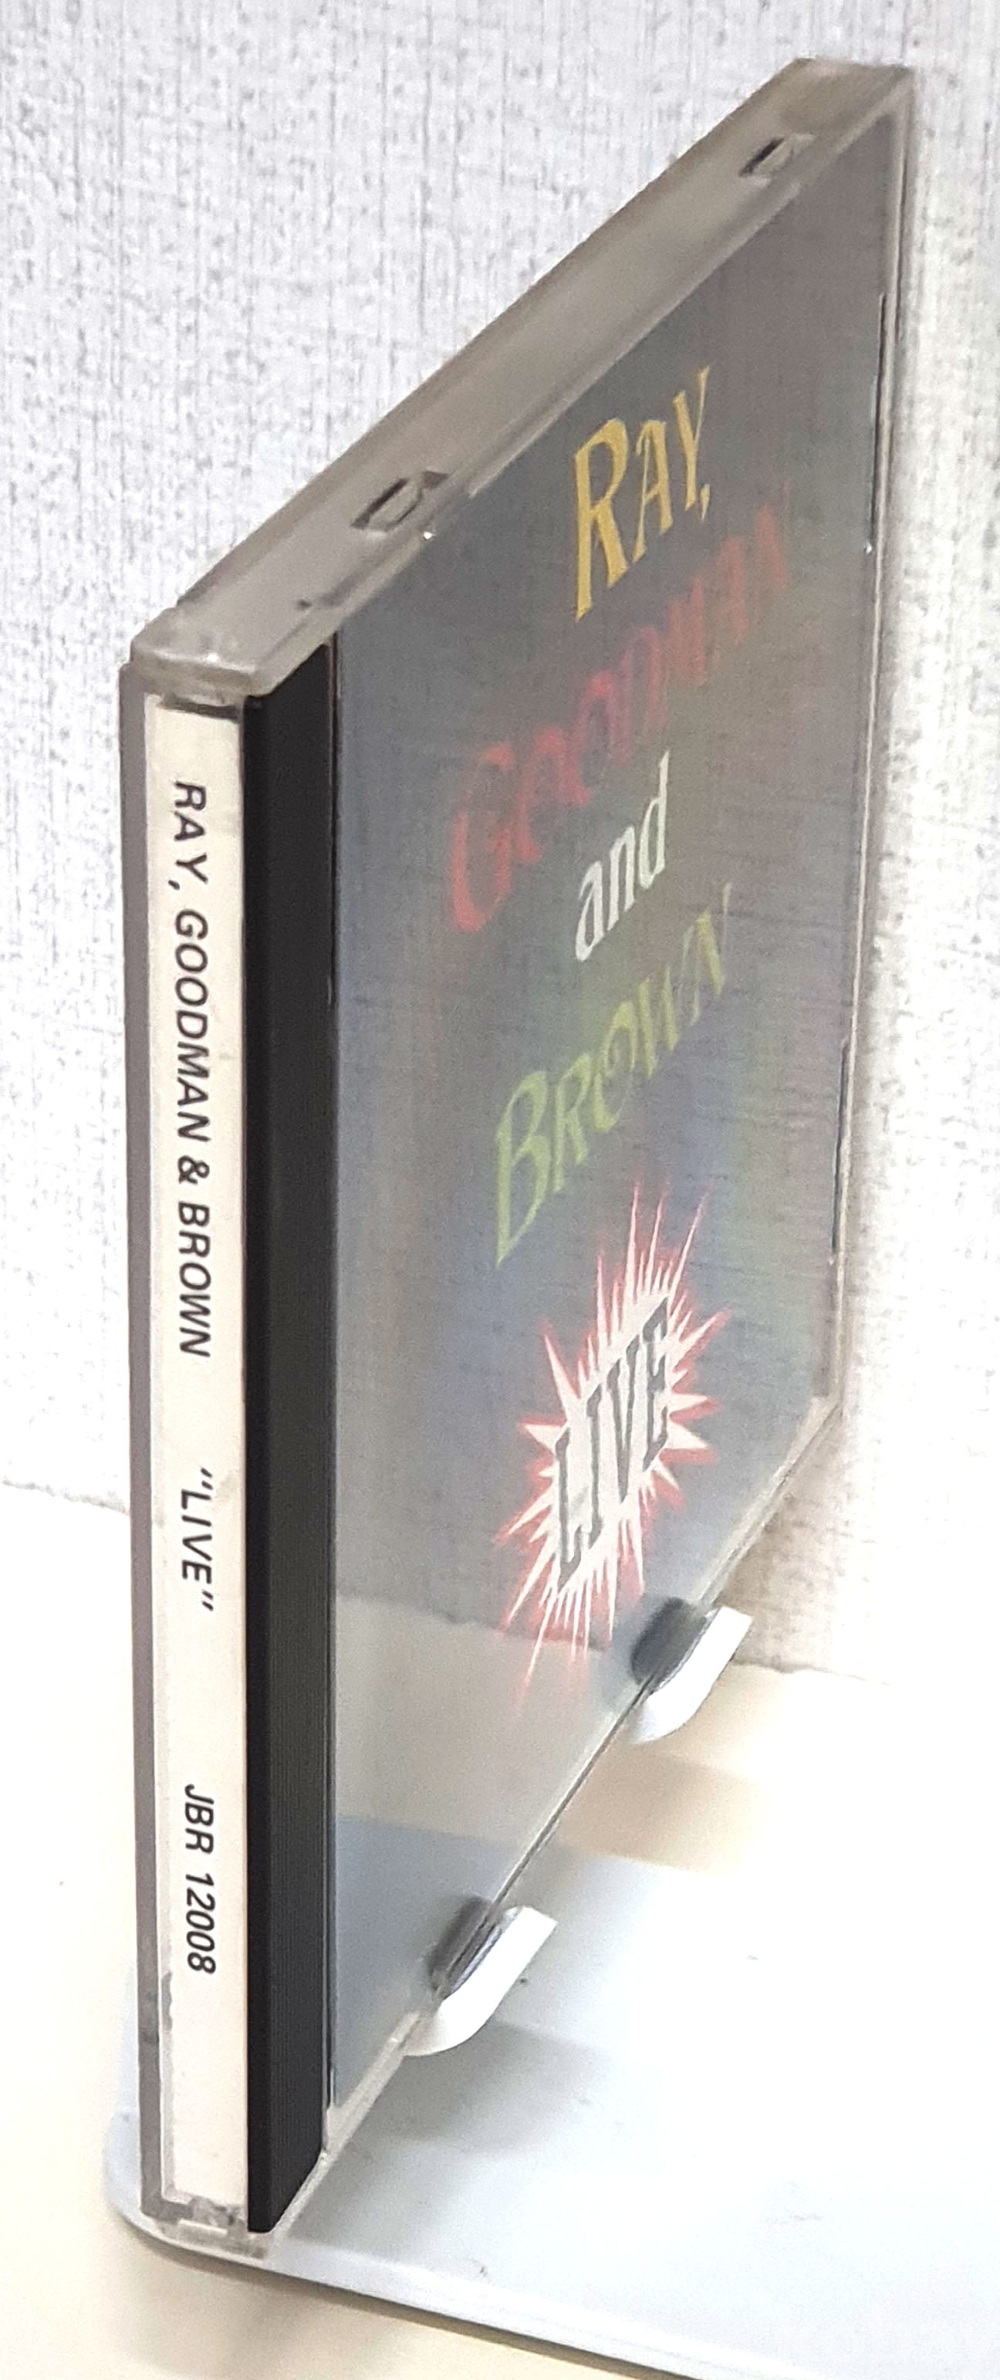 RAY, GOODMAN & BROWN "LIVE" JBR 12008
RAY,
GOODMAN
and
BROWN
LIVE